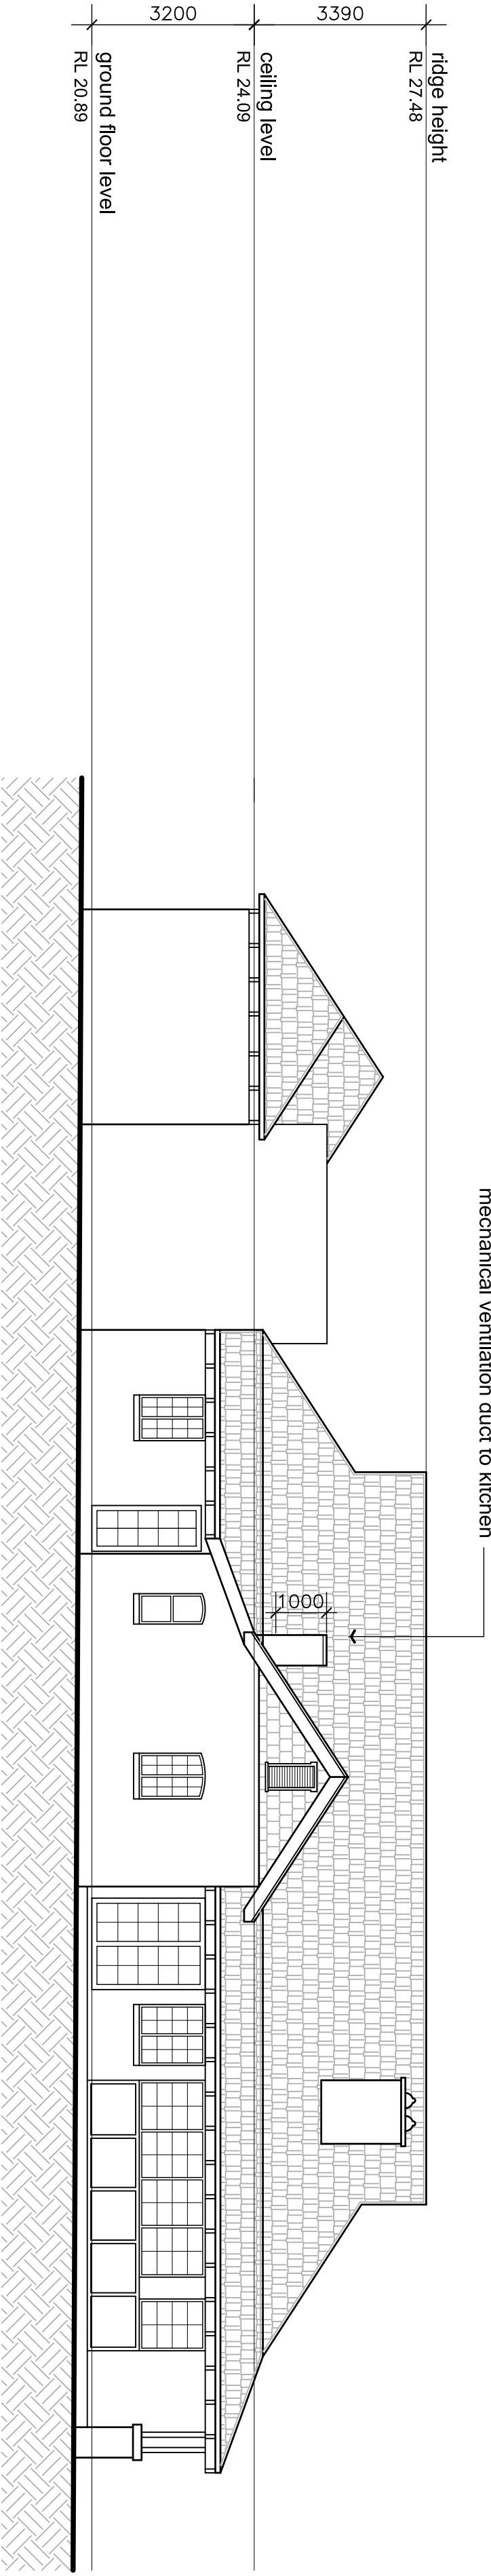 3200
3390
ridge height
RL 27.48
ceiling level
RL 24.09
ground floor level
RL 20.89
mechanical ventilation duct to kitchen
1000